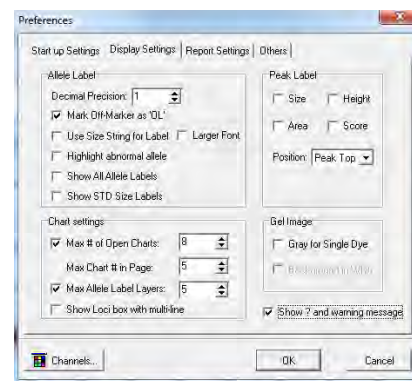 Preferences
Start up Settings Display Settings Report Settings Others
Allele Label
Decimal Precision: 1
Mark Off-Marker as 'OL'
Use Size String for Label Larger Font
Highlight abnormal allele
Show All Allele Labels
Show STD Size Labels
Peak Label
Size Height
Area Score
Position: Peak Top
Chart settings
Max # of Open Charts: 8
Max Chart # in Page: 5
Max Allele Label Layers: 5
Show Loci box with multi-line
Gel Image
Gray for Single Dye
Background in White
Show ? and warning message
Channels... OK Cancel